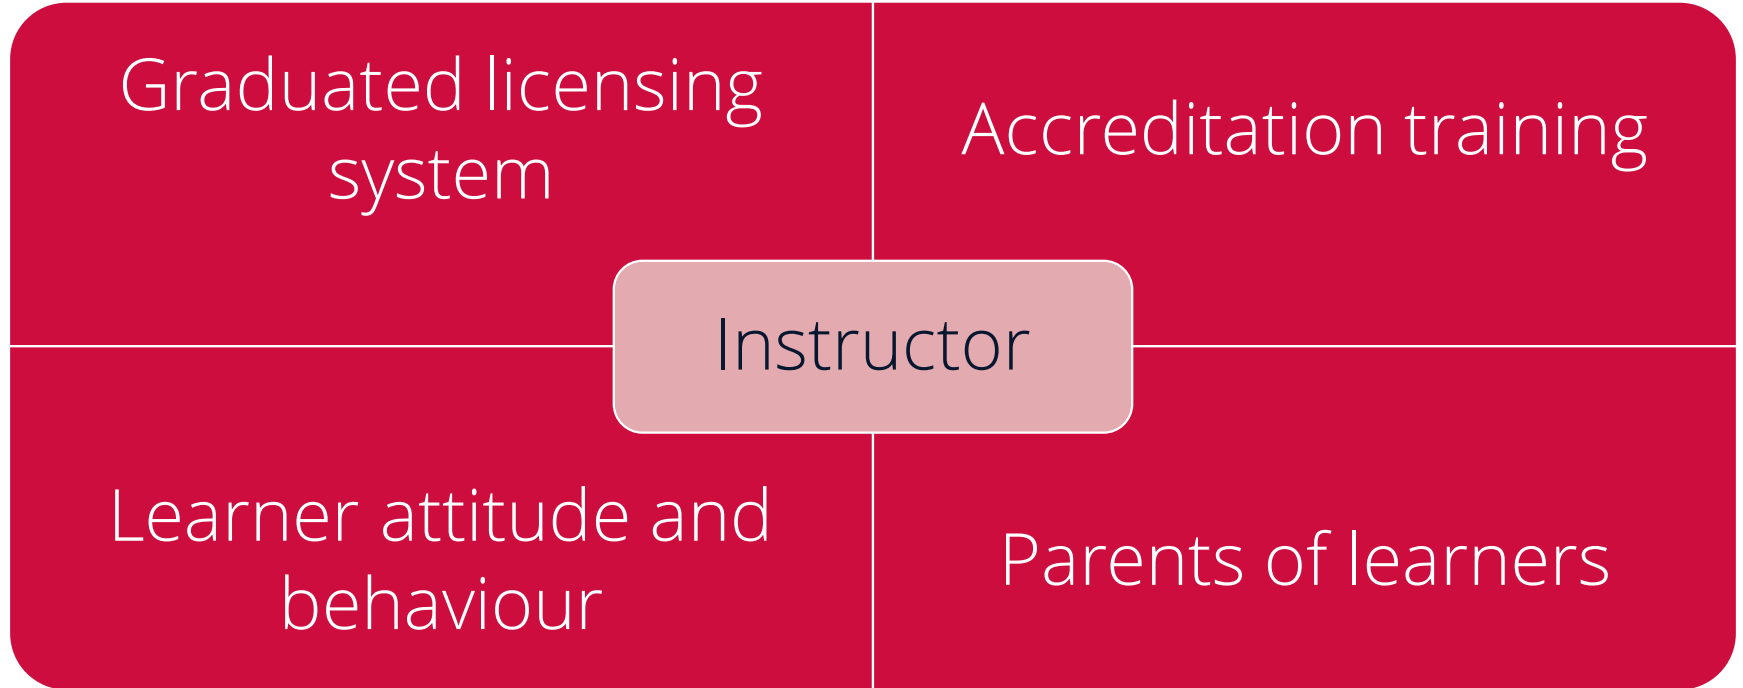 Graduated licensing
system
Accreditation training
Instructor
Learner attitude and
behaviour
Parents of learners